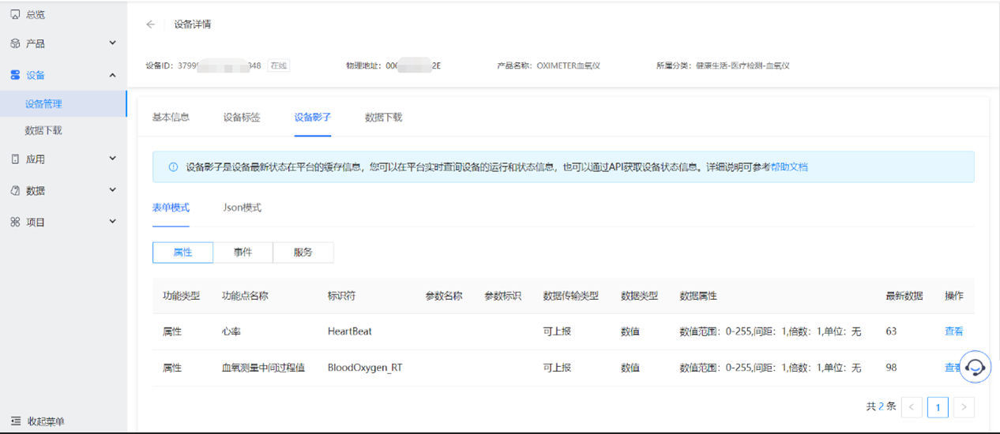 总览
产品
设备
设备管理
数据下载
应用
数据
项目
收起菜单
设备详情
设备ID：3799 348 在线 物理地址：000 2E 产品名称：OXIMETER血氧仪 所属分类：健康生活-医疗检测-血氧仪
基本信息 设备标签 设备影子 数据下载
设备影子是设备最新状态在平台的缓存信息，您可以在平台实时查询设备的运行和状态信息，也可以通过API获取设备状态信息。详细说明可参考帮助文档
表单模式 Json模式
属性 事件 服务
功能类型 功能点名称 标识符 参数名称 参数标识 数据传输类型 数据类型 数据属性 最新数据 操作
属性 心率 HeartBeat 可上报 数值 数值范围：0-255,间距：1,倍数：1,单位：无 63 查看
属性 血氧测量中间过程值 BloodOxygen_RT 可上报 数值 数值范围：0-255,间距：1,倍数：1,单位：无 98 查看
共 2 条 < 1 >